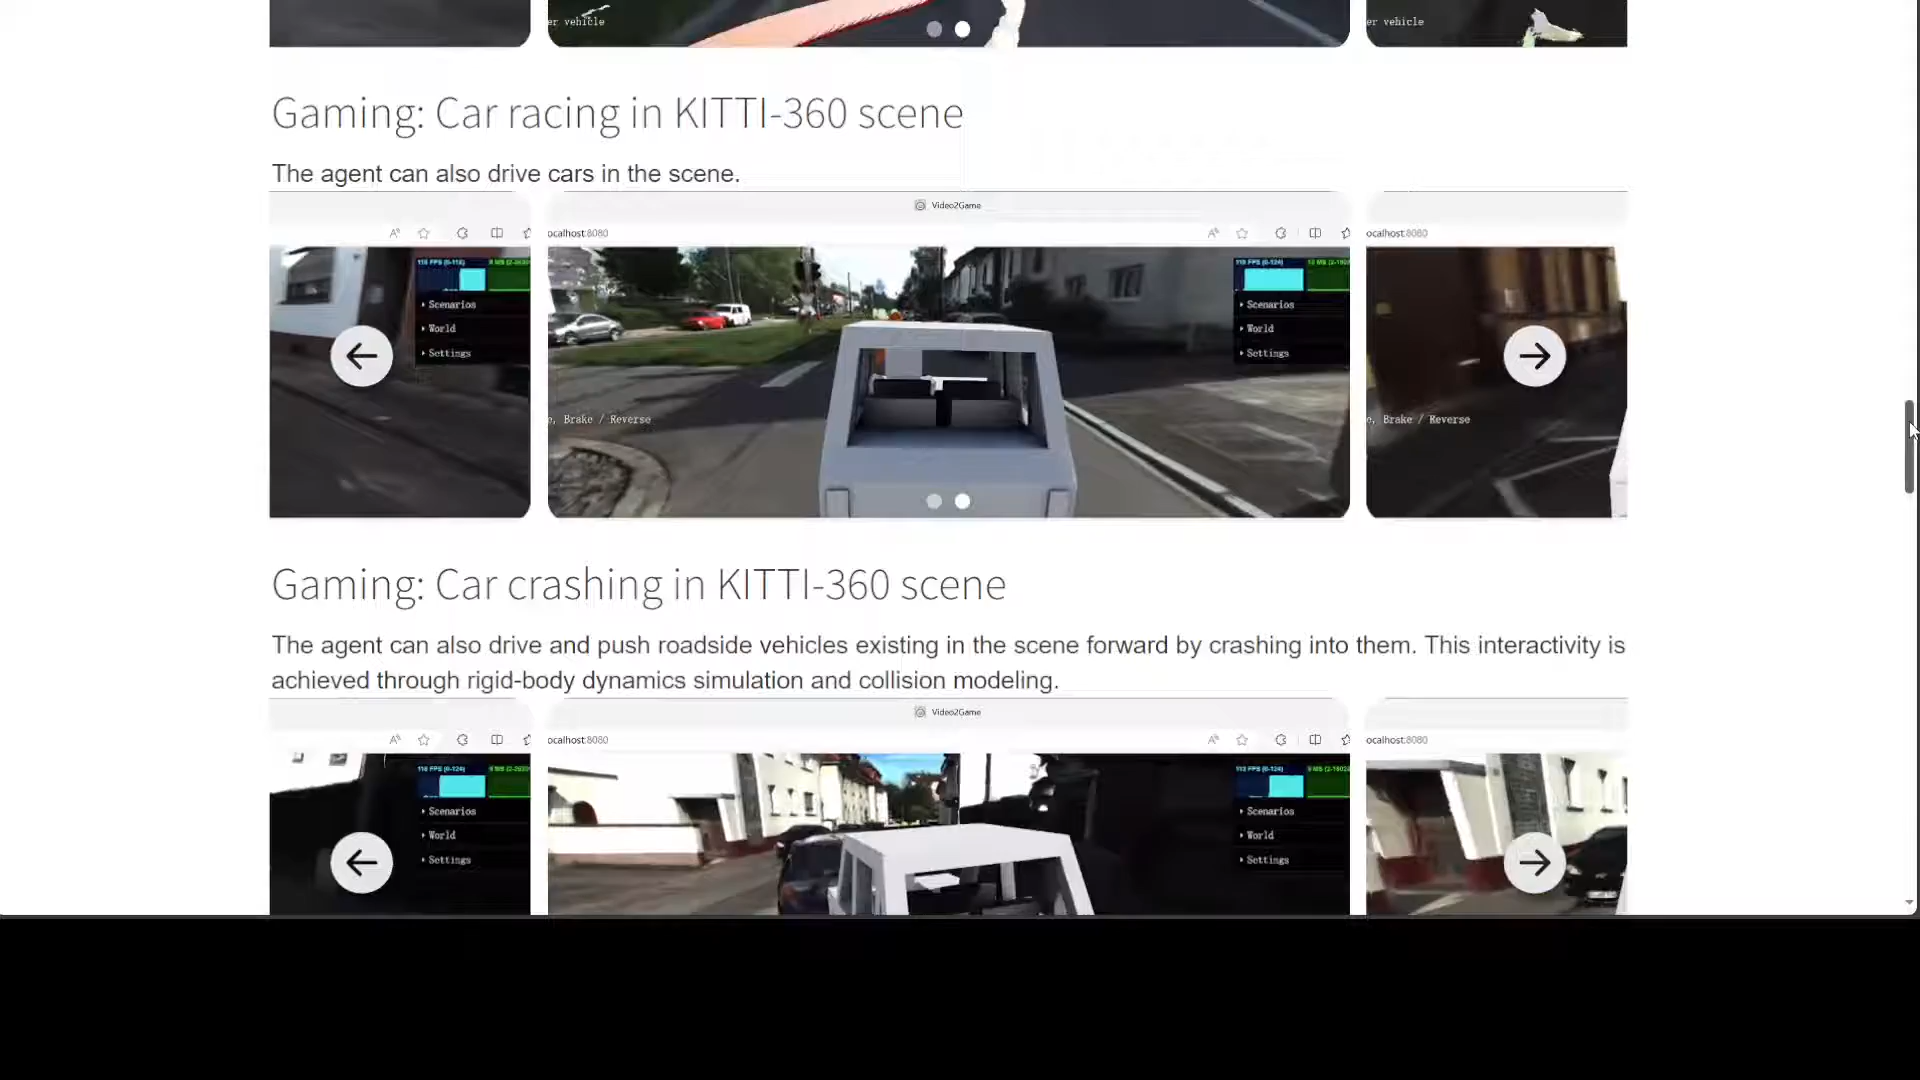 er vehicle
er vehicle
Gaming: Car racing in KITTI-360 scene
The agent can also drive cars in the scene.
Video2Game
ocalhost:8080
ocalhost:8080
Scenarios
World
Settings
Scenarios
World
Settings
e, Brake / Reverse
e, Brake / Reverse
Gaming: Car crashing in KITTI-360 scene
The agent can also drive and push roadside vehicles existing in the scene forward by crashing into them. This interactivity is
achieved through rigid-body dynamics simulation and collision modeling.
Video2Game
ocalhost:8080
ocalhost:8080
Scenarios
World
Settings
Scenarios
World
Settings